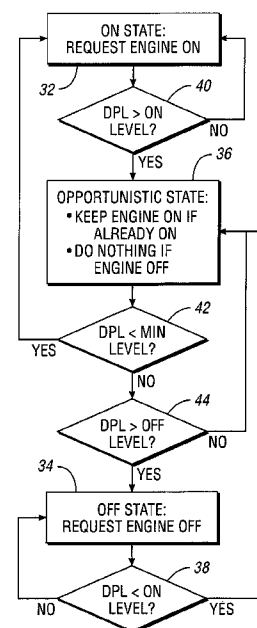 ON STATE:
REQUEST ENGINE ON
32
40
DPL > ON
LEVEL?
NO
YES
36
OPPORTUNISTIC STATE:
•KEEP ENGINE ON IF
ALREADY ON
•DO NOTHING IF
ENGINE OFF
42
DPL < MIN
LEVEL?
YES
NO
44
DPL > OFF
LEVEL?
NO
YES
34
OFF STATE:
REQUEST ENGINE OFF
38
DPL < ON
LEVEL?
NO
YES